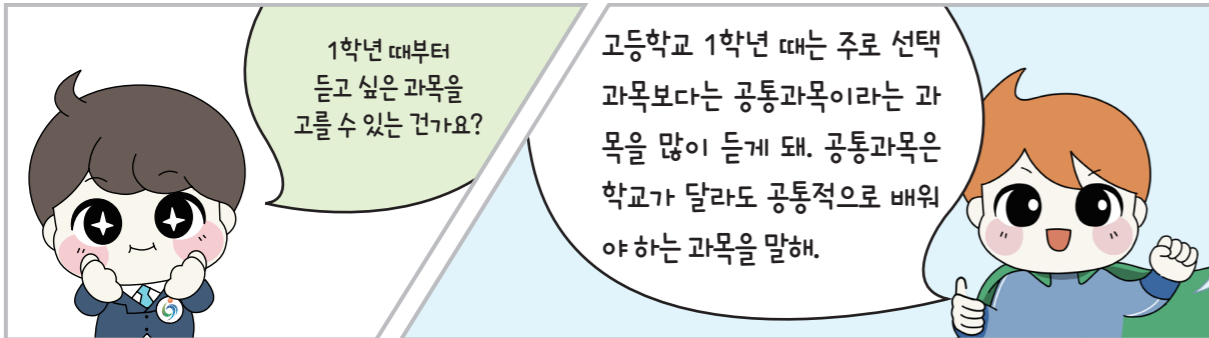 1학년 때부터
듣고 싶은 과목을
고를 수 있는 건가요?
고등학교 1학년 때는 주로 선택
과목보다는 공통과목이라는 과
목을 많이 듣게 돼. 공통과목은
학교가 달라도 공통적으로 배워
야 하는 과목을 말해.